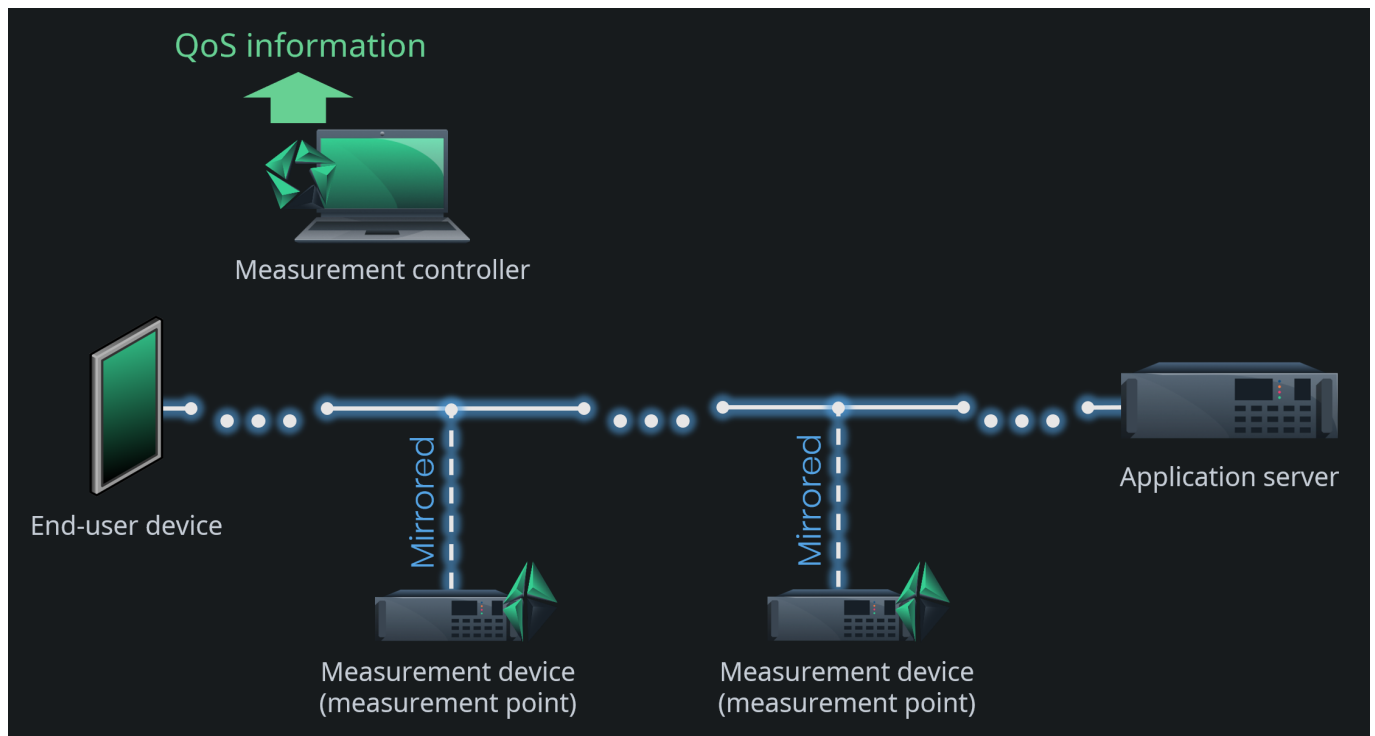 QoS information
Measurement controller
Mirrored
Mirrored
Application server
End-user device
Measurement device
(measurement point)
Measurement device
(measurement point)